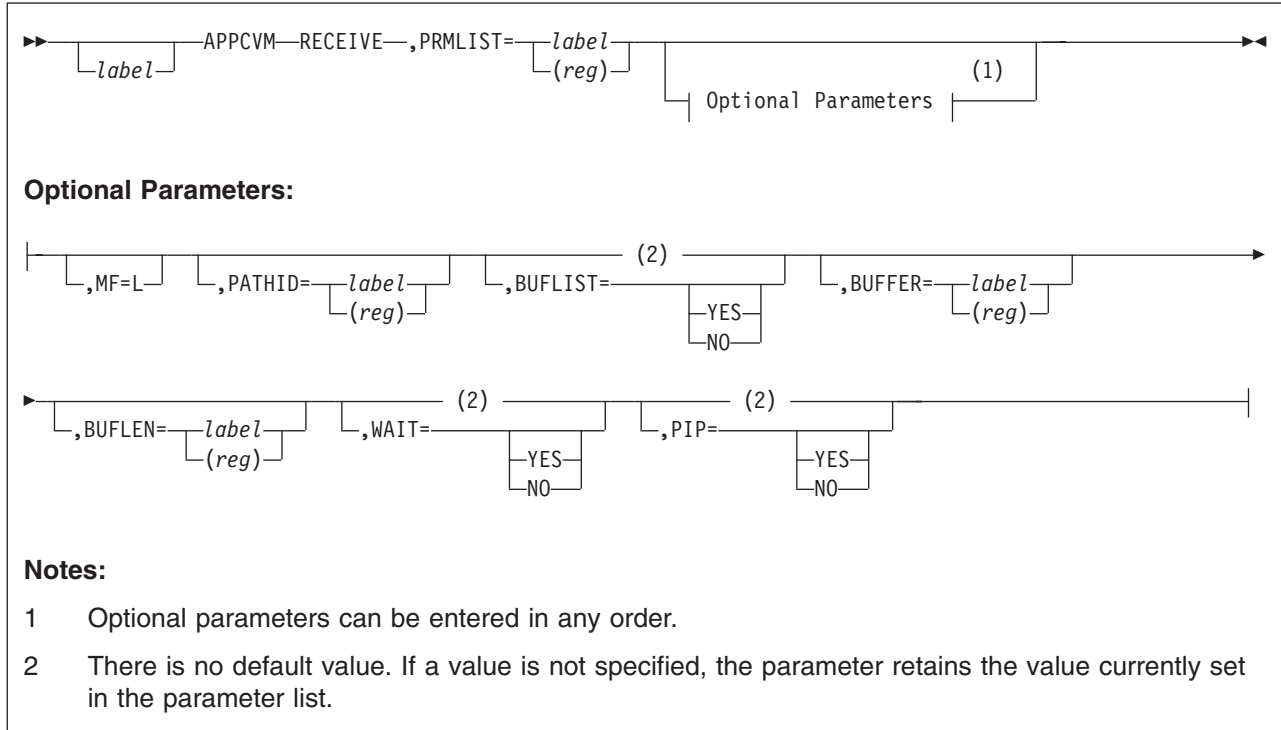 APPCVM RECEIVE ,PRMLIST= label
label (reg) (1)
Optional Parameters
Optional Parameters:
(2)
,MF=L ,PATHID= label ,BUFLIST= ,BUFFER= label
(reg) YES (reg)
NO
(2) (2)
,BUFLEN= label ,WAIT= ,PIP=
(reg) YES YES
NO NO
Notes:
1 Optional parameters can be entered in any order.
2 There is no default value. If a value is not specified, the parameter retains the value currently set
in the parameter list.